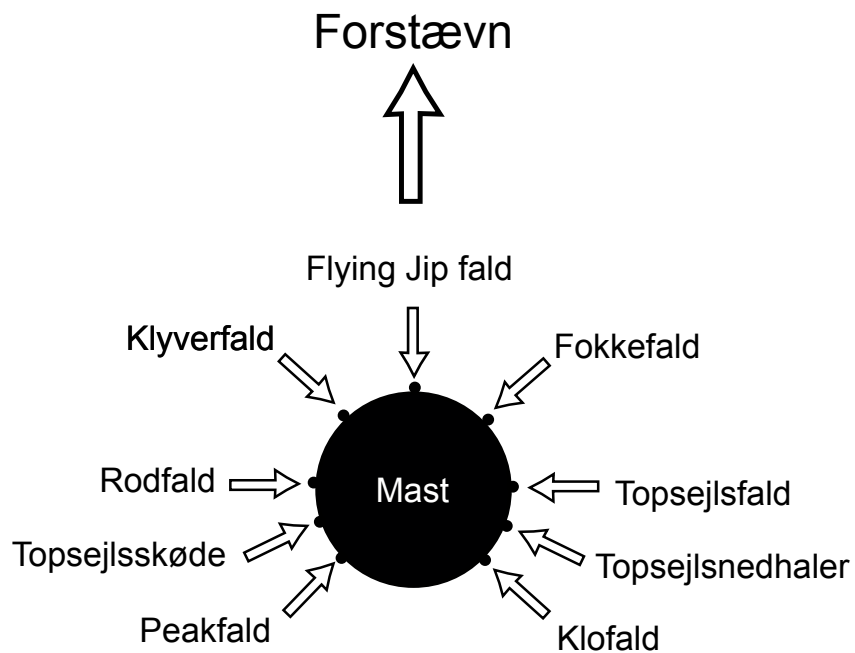 Forstævn
Flying Jip fald
Klyverfald
Fokkefald
Rodfald
Mast
Topsejlsfald
Topsejlsskøde
Topsejlsnedhaler
Peakfald
Klofald